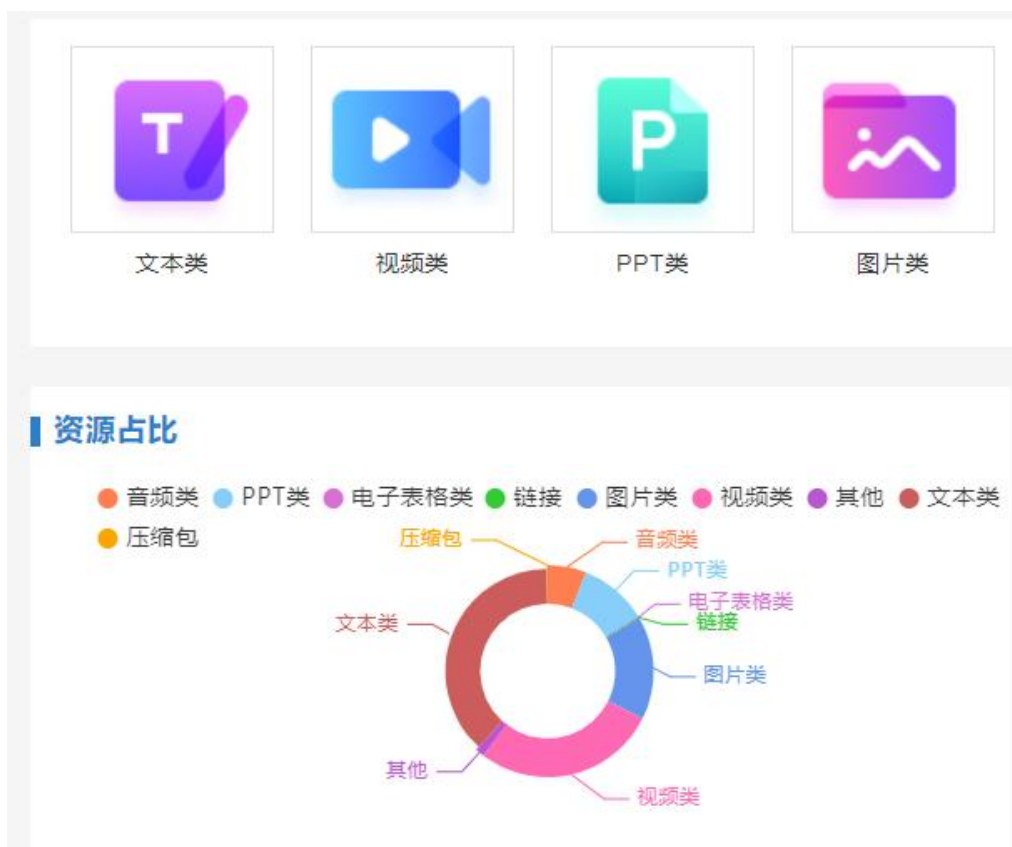 T
P
文本类
视频类
PPT类
图片类
资源占比
音频类 PPT类 电子表格类 链接 图片类 视频类 其他 文本类
压缩包
压缩包
音频类
PPT类
电子表格类
链接
文本类
图片类
其他
视频类